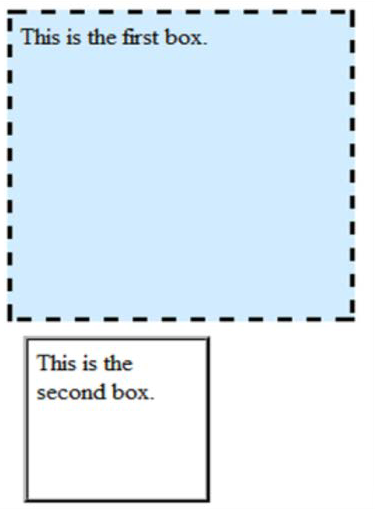 This is the first box.
This is the
second box.